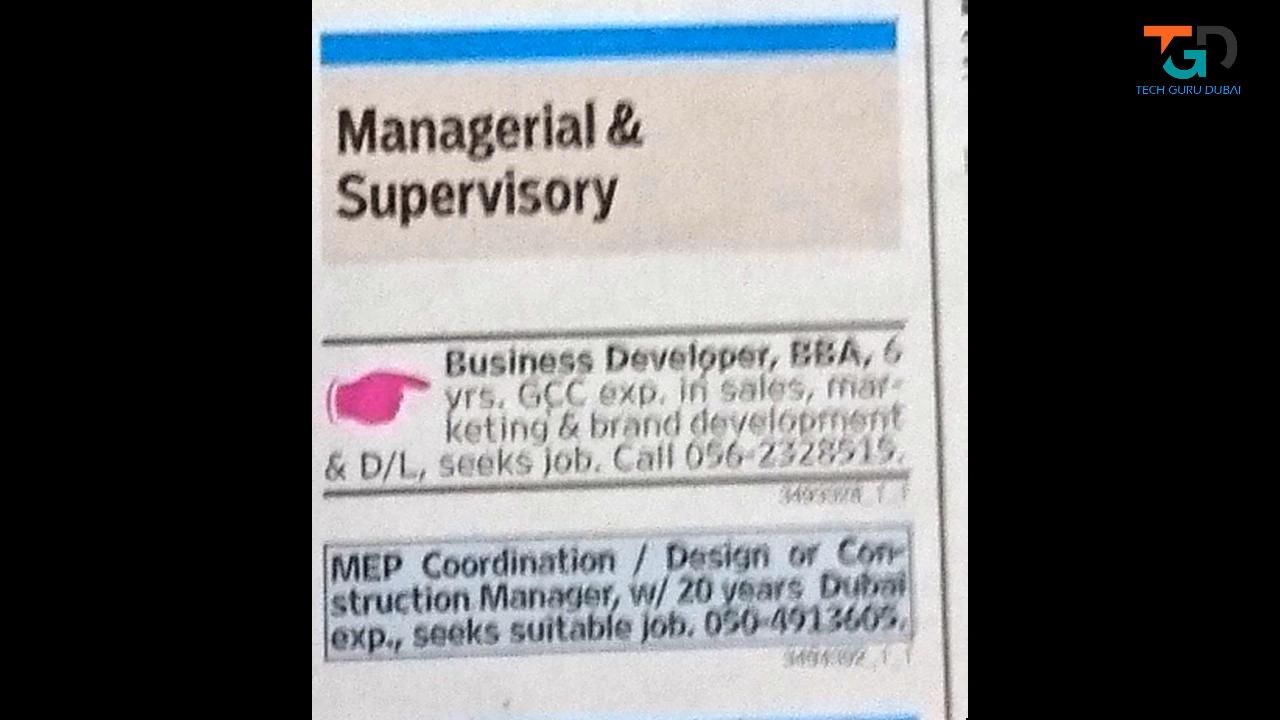 TGD
TECH GURU DUBAI
Managerial &
Supervisory
Business Developer, BBA, 6
yrs. GCC exp. in sales, mar-
keting & brand development
& D/L, seeks job. Call 056-2328515.
MEP Coordination / Design or Con-
struction Manager, w/ 20 years Dubai
exp., seeks suitable job. 050-4913605.